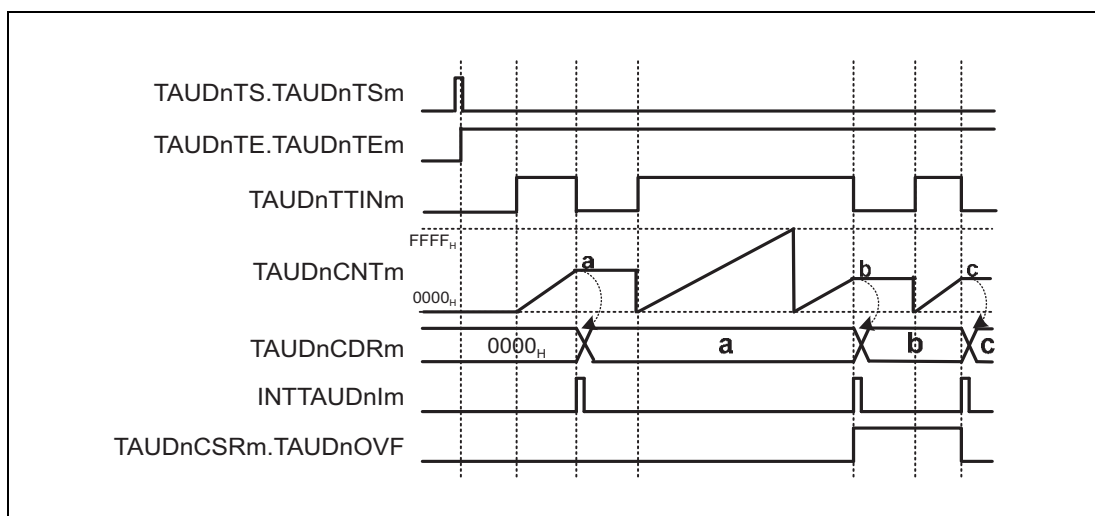 TAUDnTS.TAUDnTSm
TAUDnTE.TAUDnTEm
TAUDnTTINm
FFFFH
TAUDnCNTm
a
b
c
0000H
TAUDnCDRm
0000H
a
b
c
INTTAUDnIm
TAUDnCSRm.TAUDnOVF